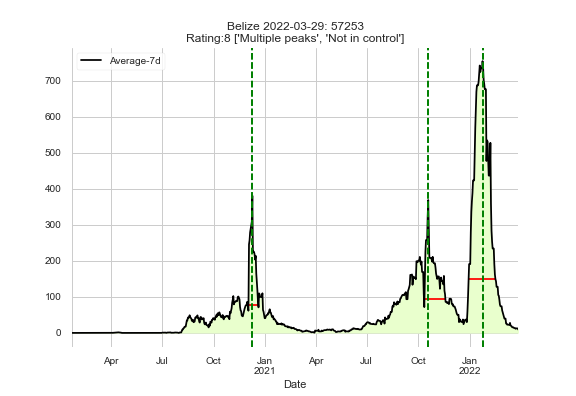 Belize 2022-03-29: 57253
Rating:8 ['Multiple peaks', 'Not in control']
Average-7d
700
600
500
400
300
200
100
0
Apr Jul Oct Jan Apr Jul Oct Jan
2021 2022
Date